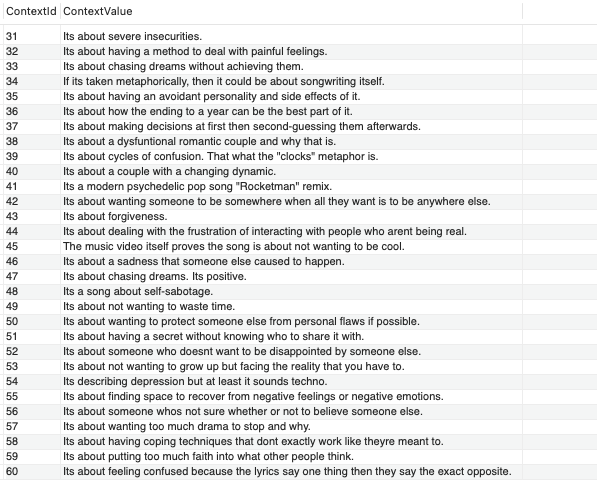 ContextId ContextValue
31 Its about severe insecurities.
32 Its about having a method to deal with painful feelings.
33 Its about chasing dreams without achieving them.
34 If its taken metaphorically, then it could be about songwriting itself.
35 Its about having an avoidant personality and side effects of it.
36 Its about how the ending to a year can be the best part of it.
37 Its about making decisions at first then second-guessing them afterwards.
38 Its about a dysfuntional romantic couple and why that is.
39 Its about cycles of confusion. That what the "clocks" metaphor is.
40 Its about a couple with a changing dynamic.
41 Its a modern psychedelic pop song "Rocketman" remix.
42 Its about wanting someone to be somewhere when all they want is to be anywhere else.
43 Its about forgiveness.
44 Its about dealing with the frustration of interacting with people who arent being real.
45 The music video itself proves the song is about not wanting to be cool.
46 Its about a sadness that someone else caused to happen.
47 Its about chasing dreams. Its positive.
48 Its a song about self-sabotage.
49 Its about not wanting to waste time.
50 Its about wanting to protect someone else from personal flaws if possible.
51 Its about having a secret without knowing who to share it with.
52 Its about someone who doesnt want to be disappointed by someone else.
53 Its about not wanting to grow up but facing the reality that you have to.
54 Its describing depression but at least it sounds techno.
55 Its about finding space to recover from negative feelings or negative emotions.
56 Its about someone whos not sure whether or not to believe someone else.
57 Its about wanting too much drama to stop and why.
58 Its about having coping techniques that dont exactly work like theyre meant to.
59 Its about putting too much faith into what other people think.
60 Its about feeling confused because the lyrics say one thing then they say the exact opposite.